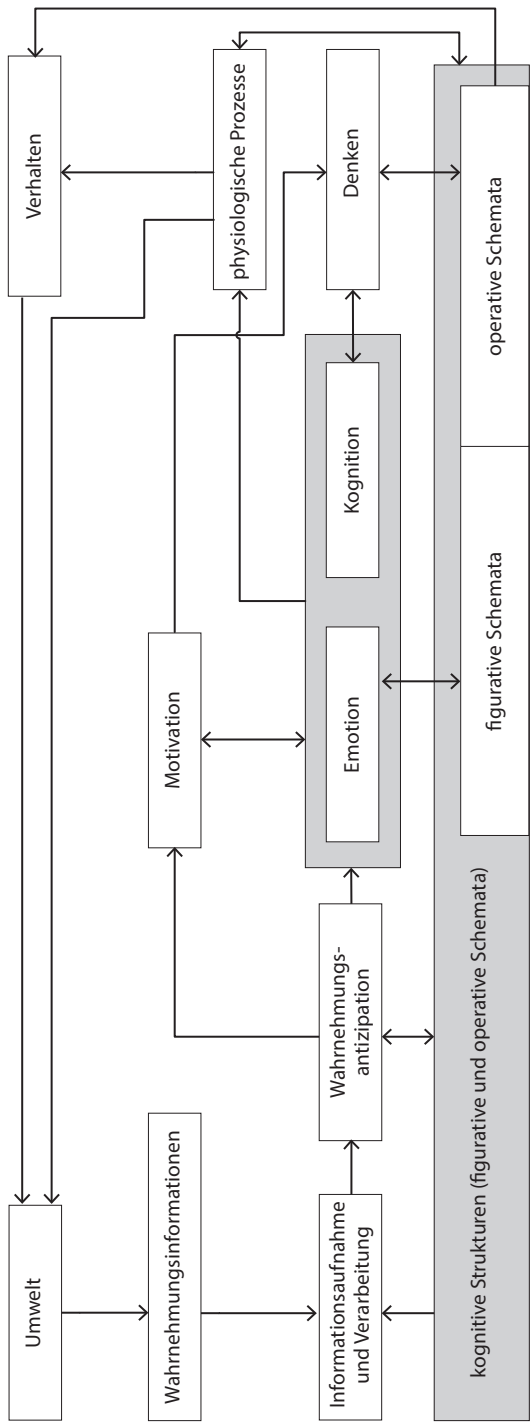 Umwelt
Verhalten
Wahrnehmungsinformationen
Motivation
physiologische Prozesse
Informationsaufnahme
und Verarbeitung
Wahrnehmungs-
antizipation
Emotion
Kognition
Denken
kognitive Strukturen (figurative und operative Schemata)
figurative Schemata
operative Schemata